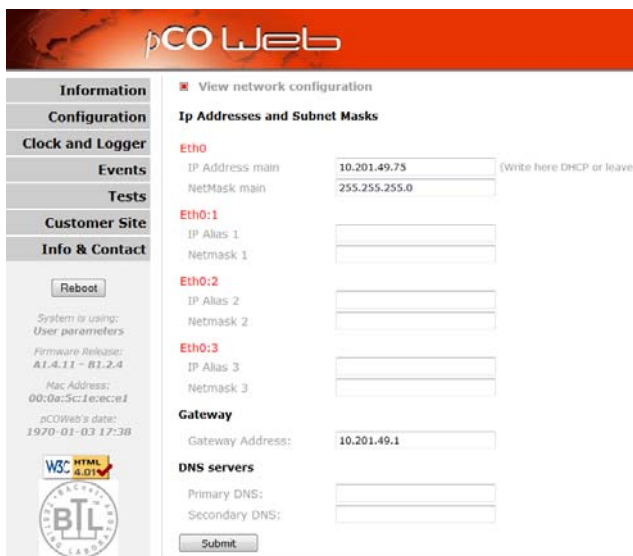 pCO Web
Information
Configuration
Clock and Logger
Events
Tests
Customer Site
Info & Contact
Reboot
System is using:
User parameters
Firmware Release:
A1.4.11 - B1.2.4
Mac Address:
00:0a:5c:1e:ec:e1
pCOWeb's date:
1970-01-03 17:38
W3C HTML 4.01
BACnet TESTING LABORATORY
BTL
View network configuration
Ip Addresses and Subnet Masks
Eth0
IP Address main 10.201.49.75 (Write here DHCP or leave
NetMask main 255.255.255.0
Eth0:1
IP Alias 1
Netmask 1
Eth0:2
IP Alias 2
Netmask 2
Eth0:3
IP Alias 3
Netmask 3
Gateway
Gateway Address: 10.201.49.1
DNS servers
Primary DNS:
Secondary DNS:
Submit